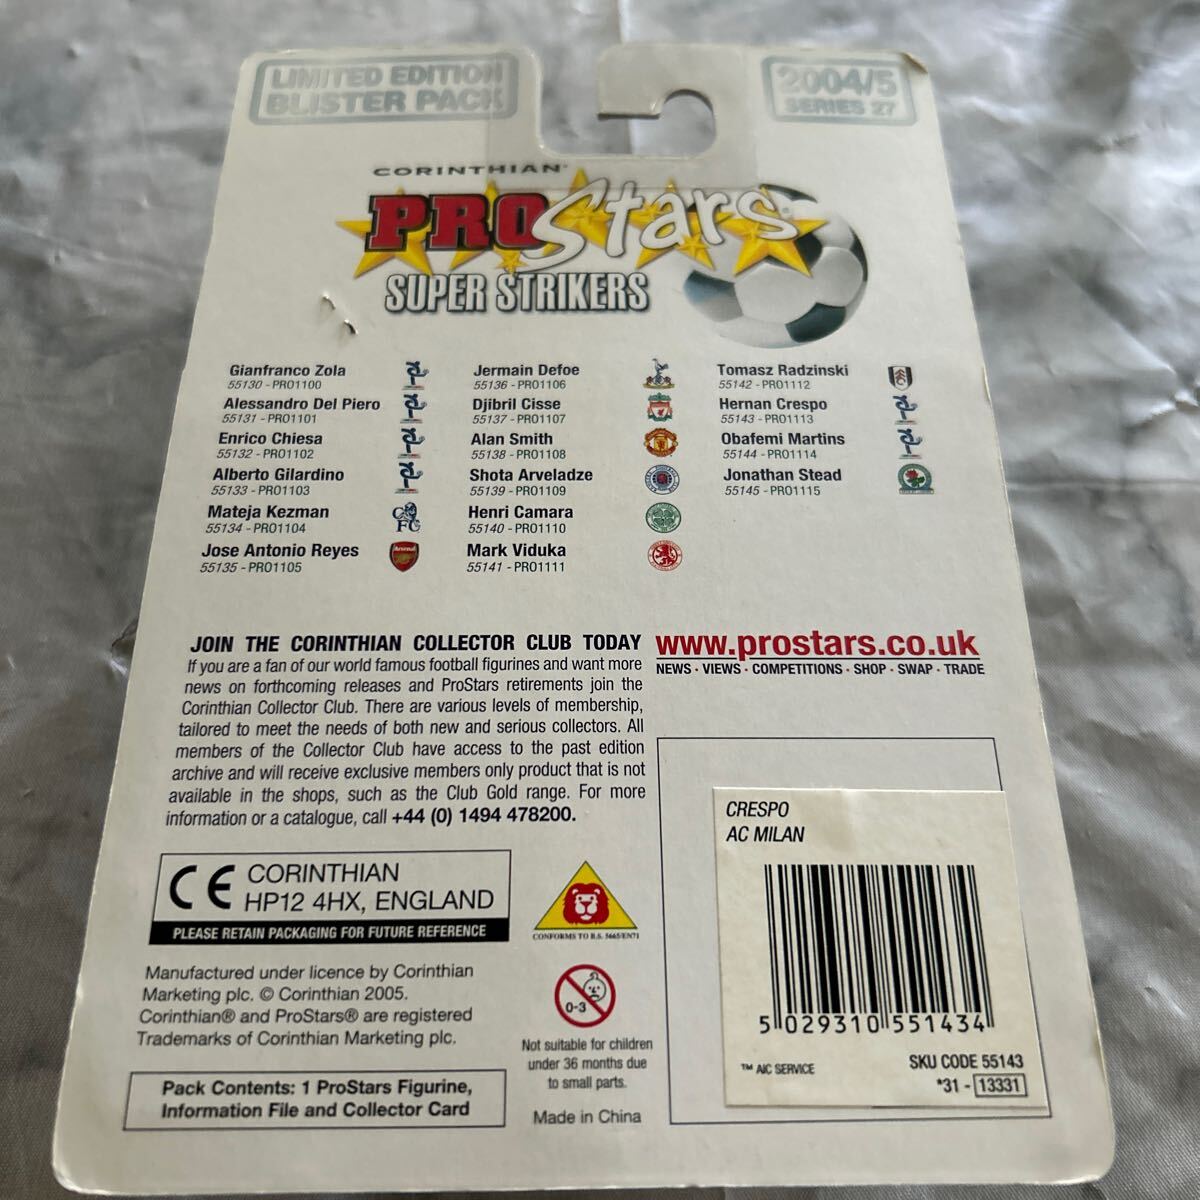 LIMITED EDITION
BLISTER PACK
2004/5
SERIES 27
CORINTHIAN
PROStars
SUPER STRIKERS
Gianfranco Zola
55130 - PRO1100
Alessandro Del Piero
55131 - PRO1101
Enrico Chiesa
55132 - PRO1102
Alberto Gilardino
55133 - PRO1103
Mateja Kezman
55134 - PRO1104
Jose Antonio Reyes
55135 - PRO1105
Jermain Defoe
55136 - PRO1106
Djibril Cisse
55137 - PRO1107
Alan Smith
55138 - PRO1108
Shota Arveladze
55139 - PRO1109
Henri Camara
55140 - PRO1110
Mark Viduka
55141 - PRO1111
Tomasz Radzinski
55142 - PRO1112
Hernan Crespo
55143 - PRO1113
Obafemi Martins
55144 - PRO1114
Jonathan Stead
55145 - PRO1115
Arsenal
JOIN THE CORINTHIAN COLLECTOR CLUB TODAY
If you are a fan of our world famous football figurines and want more
news on forthcoming releases and ProStars retirements join the
Corinthian Collector Club. There are various levels of membership,
tailored to meet the needs of both new and serious collectors. All
members of the Collector Club have access to the past edition
archive and will receive exclusive members only product that is not
available in the shops, such as the Club Gold range. For more
information or a catalogue, call +44 (0) 1494 478200.
www.prostars.co.uk
NEWS · VIEWS · COMPETITIONS · SHOP · SWAP · TRADE
CE CORINTHIAN
HP12 4HX, ENGLAND
PLEASE RETAIN PACKAGING FOR FUTURE REFERENCE
Manufactured under licence by Corinthian
Marketing plc. © Corinthian 2005.
Corinthian® and ProStars® are registered
Trademarks of Corinthian Marketing plc.
Pack Contents: 1 ProStars Figurine,
Information File and Collector Card
CONFORMS TO B.S. 5665/EN71
0-3
Not suitable for children
under 36 months due
to small parts.
Made in China
CRESPO
AC MILAN
5 029310 551434
™ AIC SERVICE
SKU CODE 55143
*31 - 13331